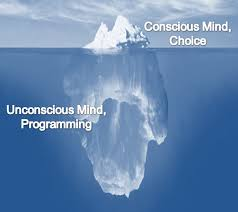 Conscious Mind,
Choice
Unconscious Mind,
Programming